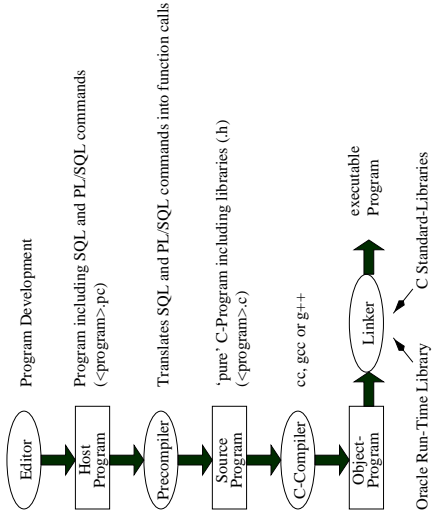 Editor
Program Development
Host
Program
Program including SQL and PL/SQL commands
(<program>.pc)
Precompiler
Translates SQL and PL/SQL commands into function calls
Source
Program
‘pure’ C-Program including libraries (.h)
(<program>.c)
C-Compiler
cc, gcc or g++
Object-
Program
Linker
executable
Program
Oracle Run-Time Library
C Standard-Libraries